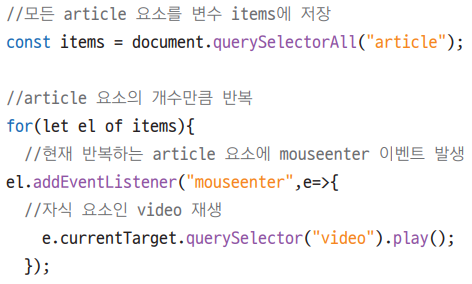 //모든 article 요소를 변수 items에 저장
const items = document.querySelectorAll("article");
//article 요소의 개수만큼 반복
for(let el of items){
//현재 반복하는 article 요소에 mouseenter 이벤트 발생
el.addEventListener("mouseenter",e=>{
//자식 요소인 video 재생
e.currentTarget.querySelector("video").play();
});